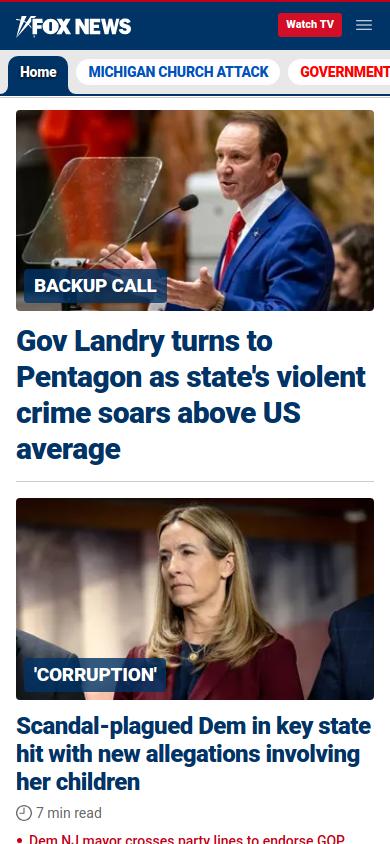 FOX NEWS
Watch TV
Home
MICHIGAN CHURCH ATTACK
GOVERNMENT
BACKUP CALL
Gov Landry turns to
Pentagon as state's violent
crime soars above US
average
'CORRUPTION'
Scandal-plagued Dem in key state
hit with new allegations involving
her children
7 min read
Dem NJ mayor crosses party lines to endorse GOP